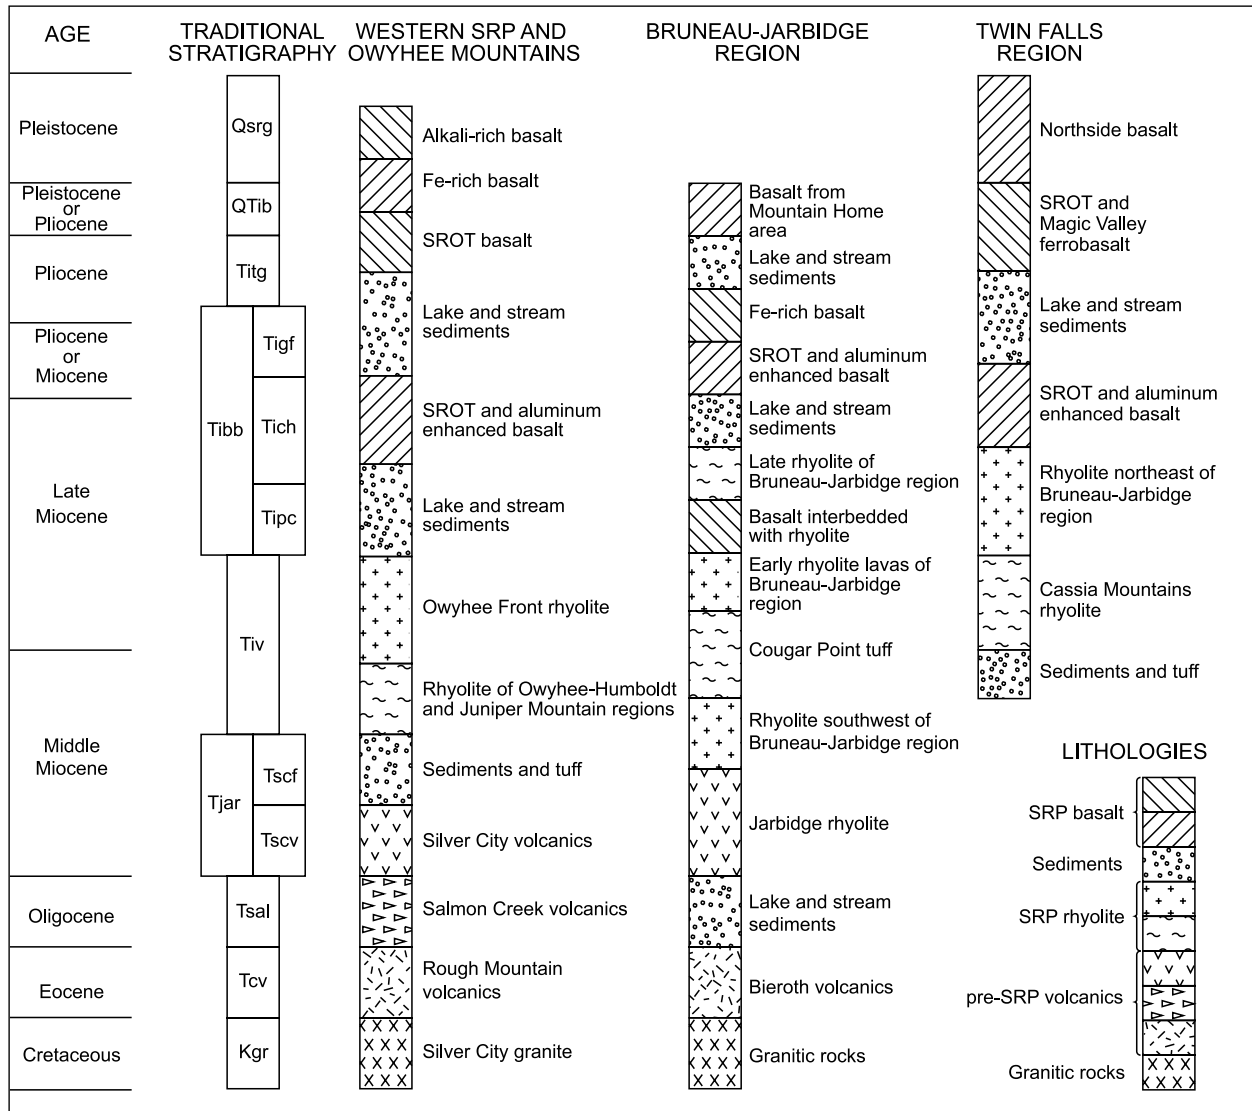 AGE
TRADITIONAL
STRATIGRAPHY
WESTERN SRP AND
OWYHEE MOUNTAINS
BRUNEAU-JARBIDGE
REGION
TWIN FALLS
REGION
Pleistocene
Pleistocene
or
Pliocene
Pliocene
Pliocene
or
Miocene
Late
Miocene
Middle
Miocene
Oligocene
Eocene
Cretaceous
Qsrg
QTib
Titg
Tibb
Tigf
Tich
Tipc
Tiv
Tjar
Tscf
Tscv
Tsal
Tcv
Kgr
Alkali-rich basalt
Fe-rich basalt
SROT basalt
Lake and stream
sediments
SROT and aluminum
enhanced basalt
Lake and stream
sediments
Owyhee Front rhyolite
Rhyolite of Owyhee-Humboldt
and Juniper Mountain regions
Sediments and tuff
Silver City volcanics
Salmon Creek volcanics
Rough Mountain
volcanics
Silver City granite
Basalt from
Mountain Home
area
Lake and stream
sediments
Fe-rich basalt
SROT and aluminum
enhanced basalt
Lake and stream
sediments
Late rhyolite of
Bruneau-Jarbidge region
Basalt interbedded
with rhyolite
Early rhyolite lavas of
Bruneau-Jarbidge
region
Cougar Point tuff
Rhyolite southwest of
Bruneau-Jarbidge region
Jarbidge rhyolite
Lake and stream
sediments
Bieroth volcanics
Granitic rocks
Northside basalt
SROT and
Magic Valley
ferrobasalt
Lake and stream
sediments
SROT and aluminum
enhanced basalt
Rhyolite northeast of
Bruneau-Jarbidge
region
Cassia Mountains
rhyolite
Sediments and tuff
LITHOLOGIES
SRP basalt
Sediments
SRP rhyolite
pre-SRP volcanics
Granitic rocks